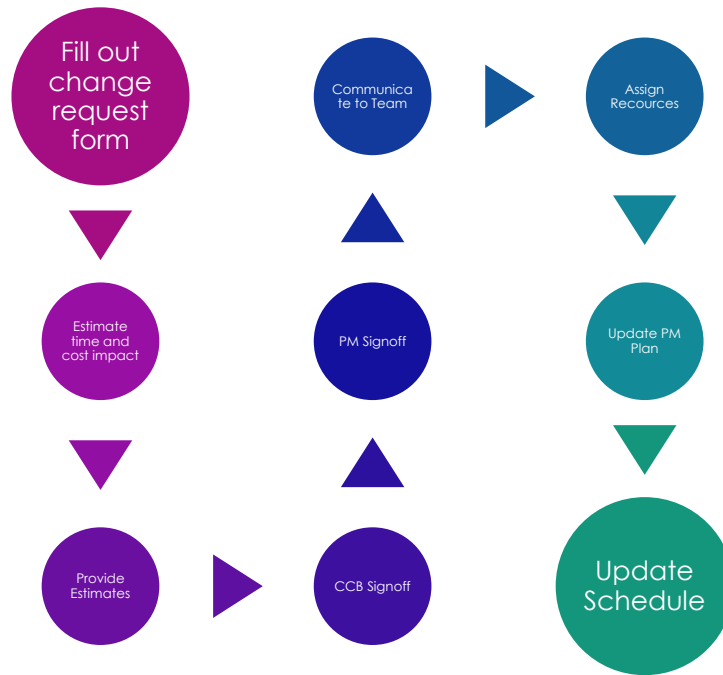 Fill out
change
request
form
Estimate
time and
cost impact
Provide
Estimates
CCB Signoff
PM Signoff
Communica
te to Team
Assign
Recources
Update PM
Plan
Update
Schedule